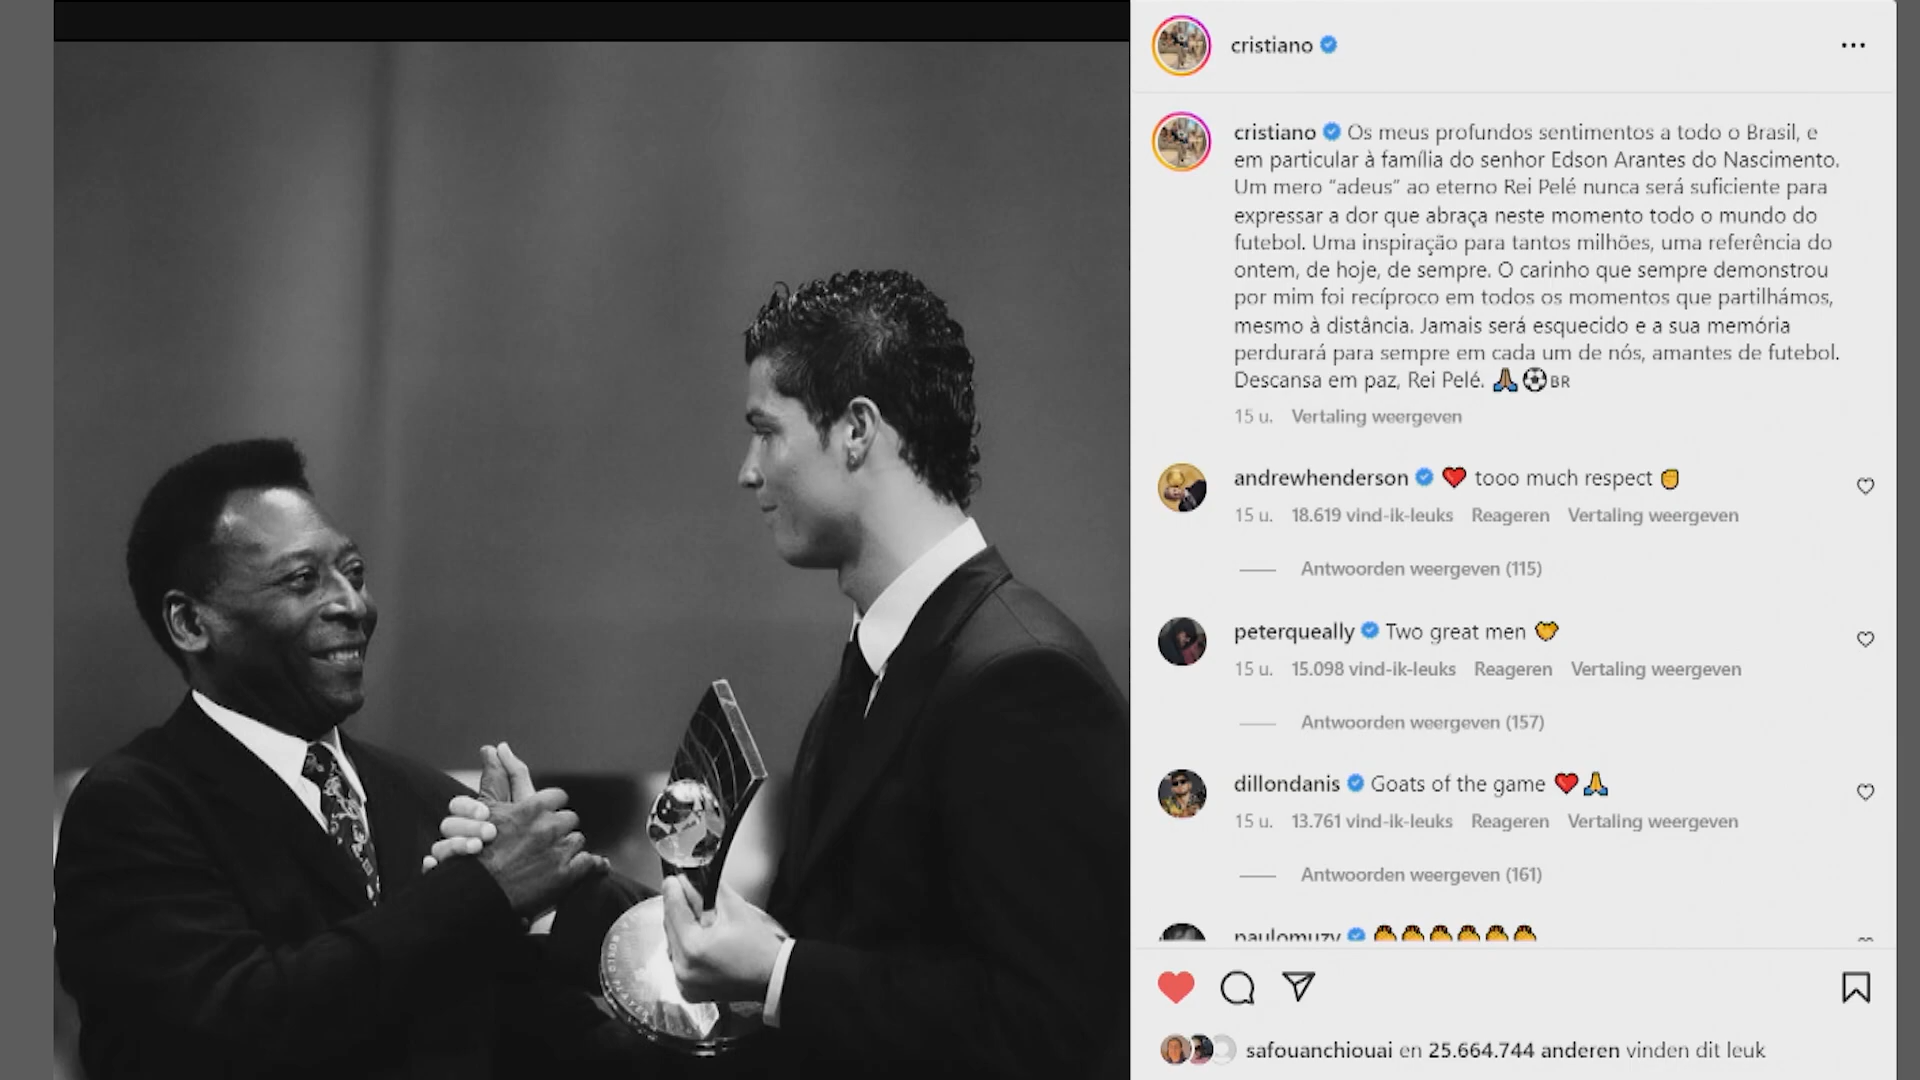 cristiano
cristiano Os meus profundos sentimentos a todo o Brasil, e
em particular à família do senhor Edson Arantes do Nascimento.
Um mero “adeus” ao eterno Rei Pelé nunca será suficiente para
expressar a dor que abraça neste momento todo o mundo do
futebol. Uma inspiração para tantos milhões, uma referência do
ontem, de hoje, de sempre. O carinho que sempre demonstrou
por mim foi recíproco em todos os momentos que partilhámos,
mesmo à distância. Jamais será esquecido e a sua memória
perdurará para sempre em cada um de nós, amantes de futebol.
Descansa em paz, Rei Pelé. 🙏🏽⚽BR
15 u. Vertaling weergeven
andrewhenderson ❤️ tooo much respect ✊
15 u. 18.619 vind-ik-leuks Reageren Vertaling weergeven
Antwoorden weergeven (115)
peterqueally Two great men 💛
15 u. 15.098 vind-ik-leuks Reageren Vertaling weergeven
Antwoorden weergeven (157)
dillondanis Goats of the game ❤️🙏
15 u. 13.761 vind-ik-leuks Reageren Vertaling weergeven
Antwoorden weergeven (161)
paulomuzy
safouanchiouai en 25.664.744 anderen vinden dit leuk